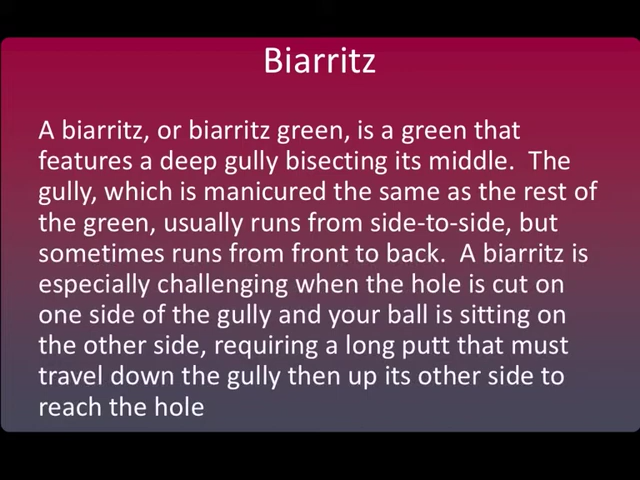 Biarritz
A biarritz, or biarritz green, is a green that
features a deep gully bisecting its middle.  The
gully, which is manicured the same as the rest of
the green, usually runs from side-to-side, but
sometimes runs from front to back.  A biarritz is
especially challenging when the hole is cut on
one side of the gully and your ball is sitting on
the other side, requiring a long putt that must
travel down the gully then up its other side to
reach the hole